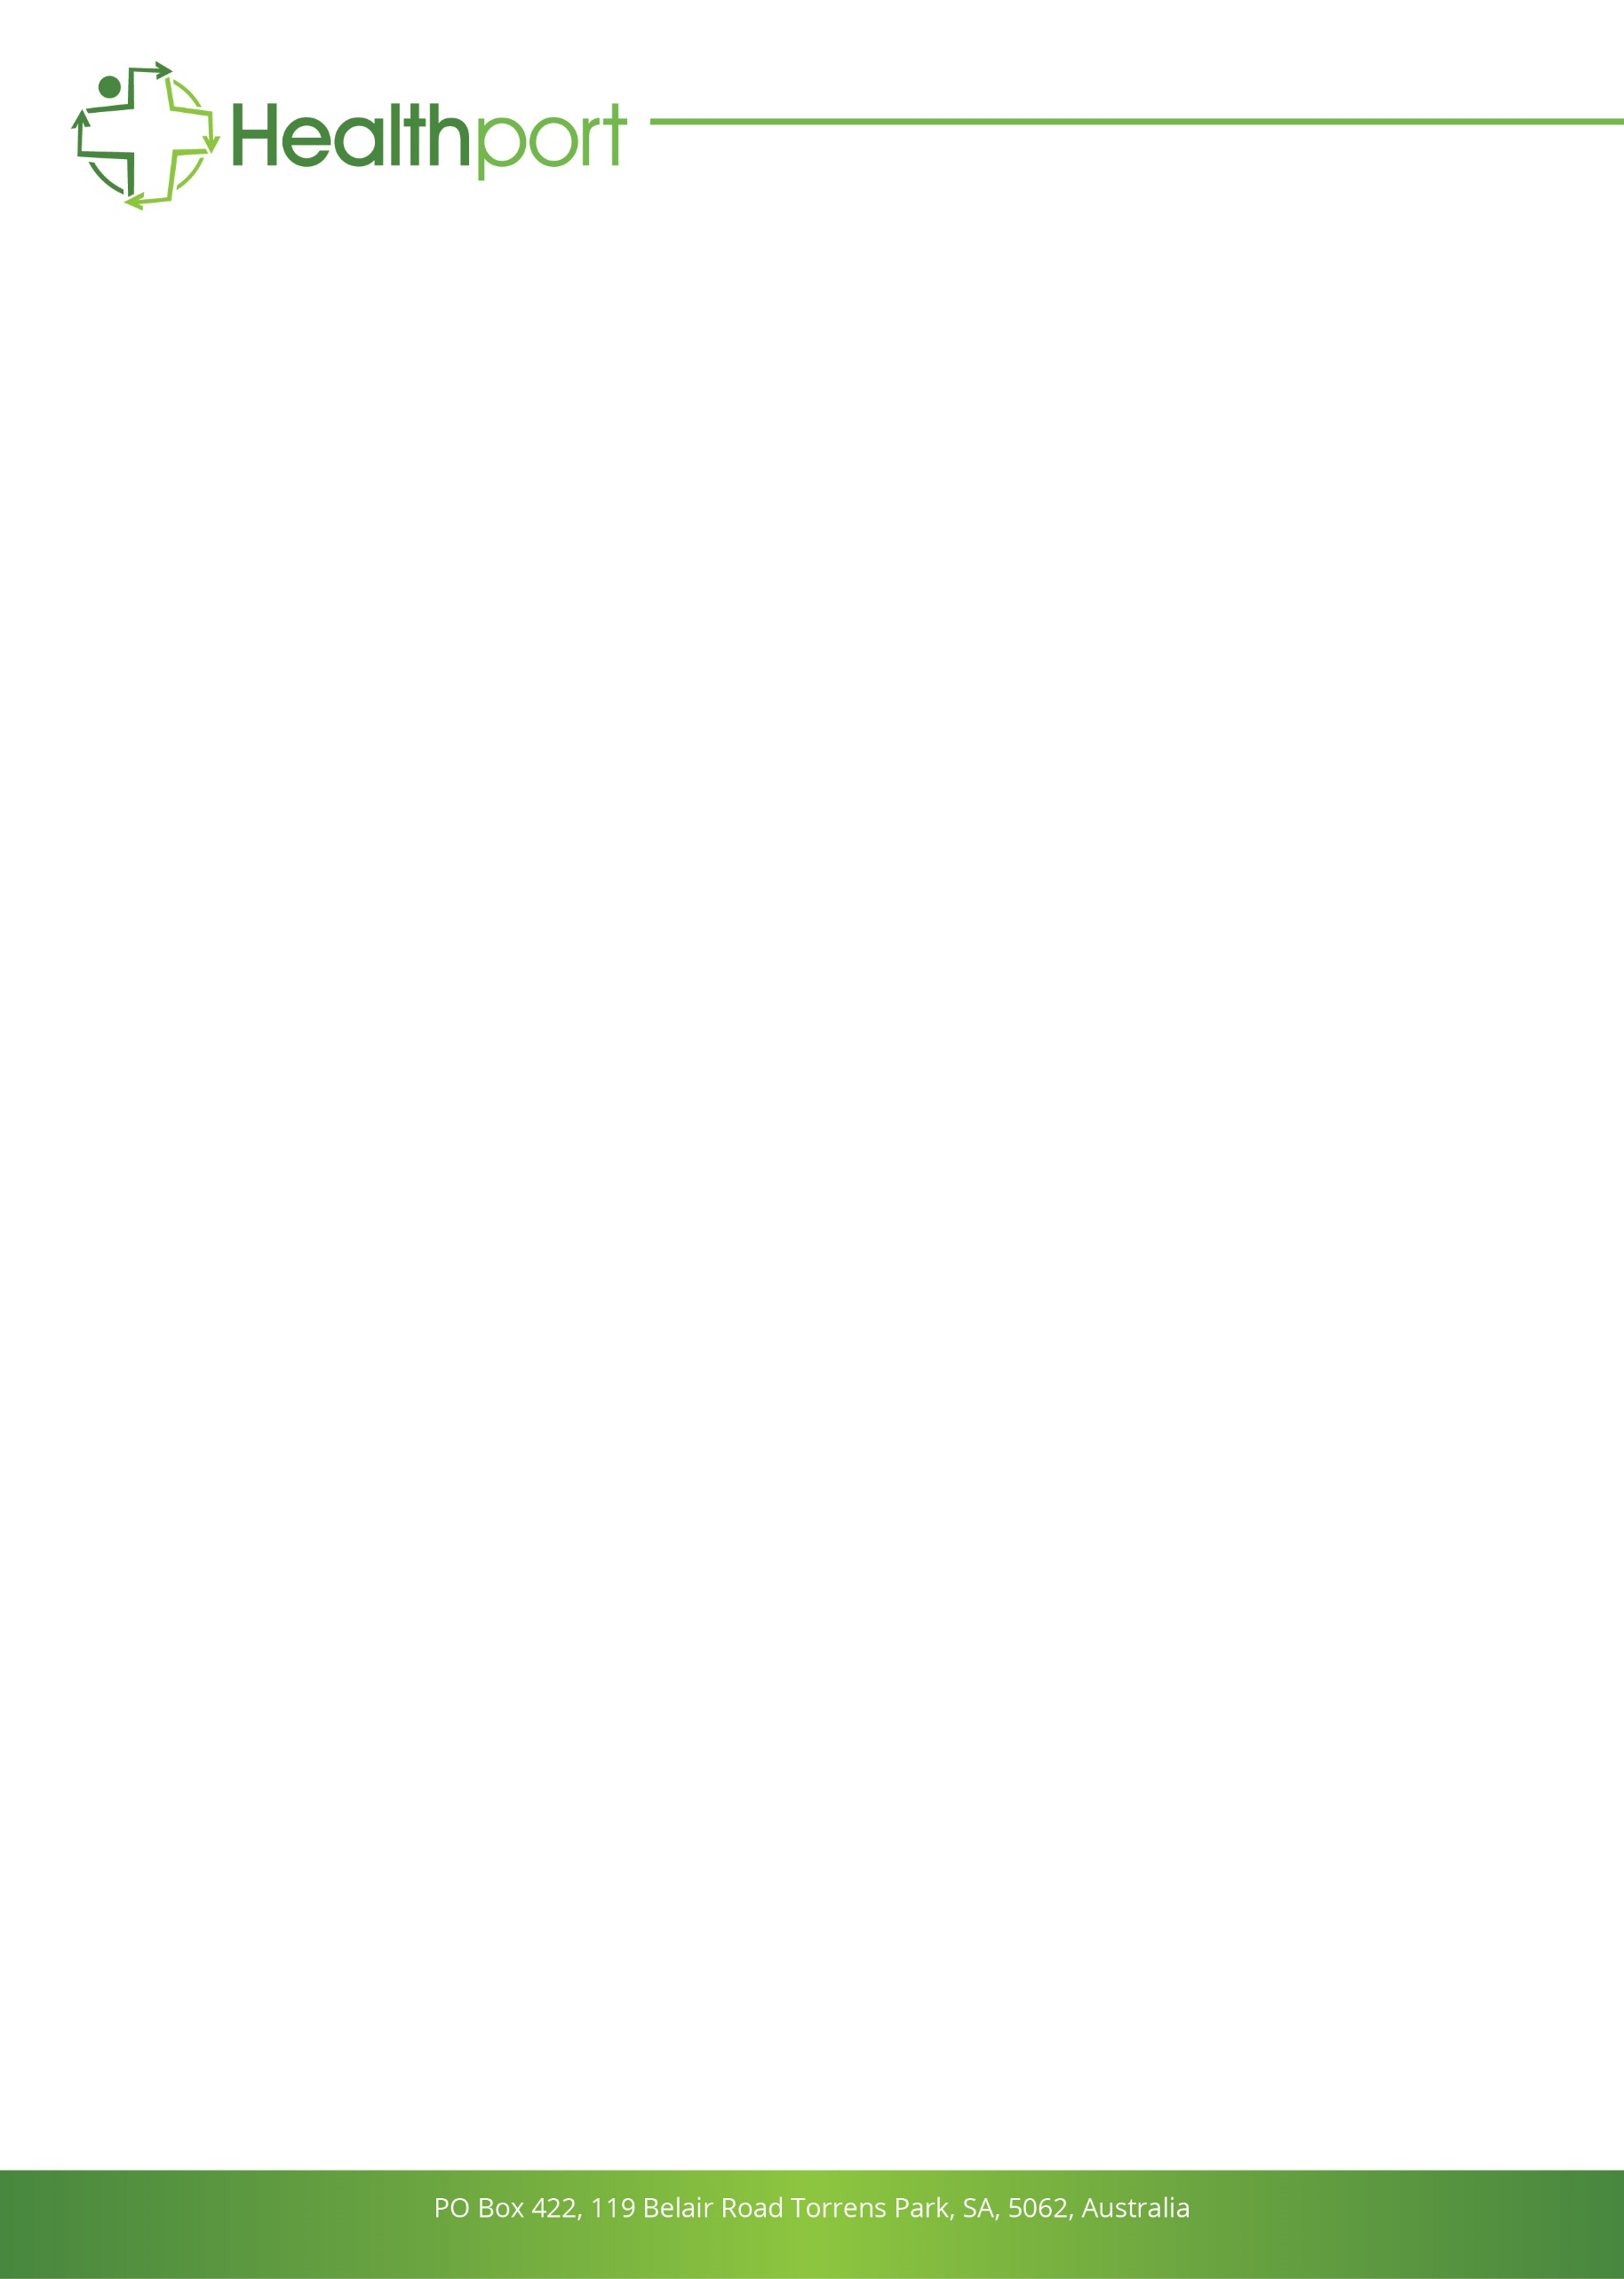 Healthport
PO Box 422, 119 Belair Road Torrens Park, SA, 5062, Australia